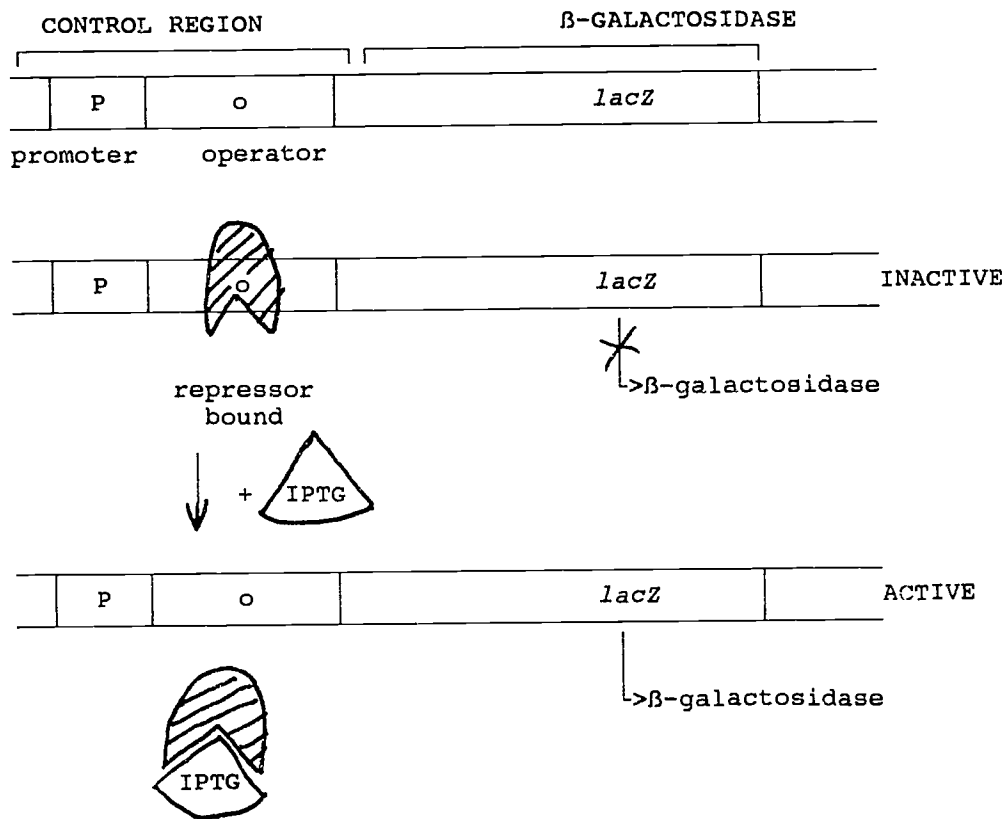 CONTROL REGION ß-GALACTOSIDASE
P o lacZ
promoter operator
P o lacZ INACTIVE
>ß-galactosidase
repressor
bound
+ IPTG
P o lacZ ACTIVE
>ß-galactosidase
IPTG